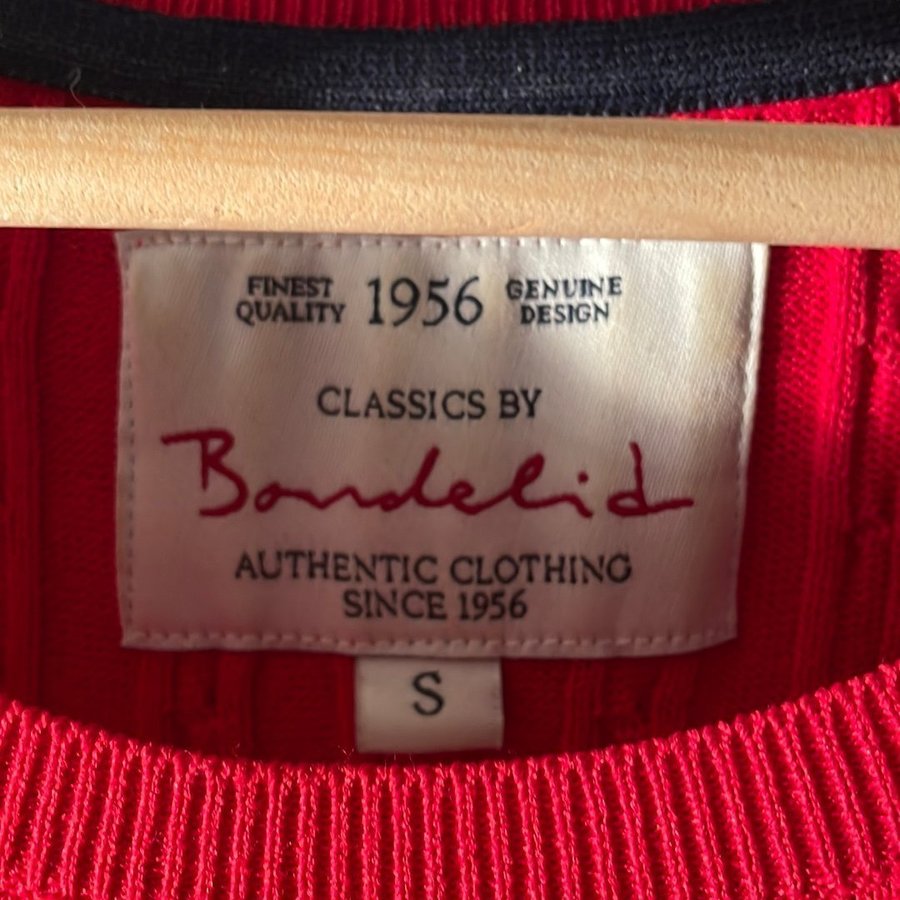 FINEST QUALITY 1956 GENUINE DESIGN
CLASSICS BY
Bondelid
AUTHENTIC CLOTHING
SINCE 1956
S